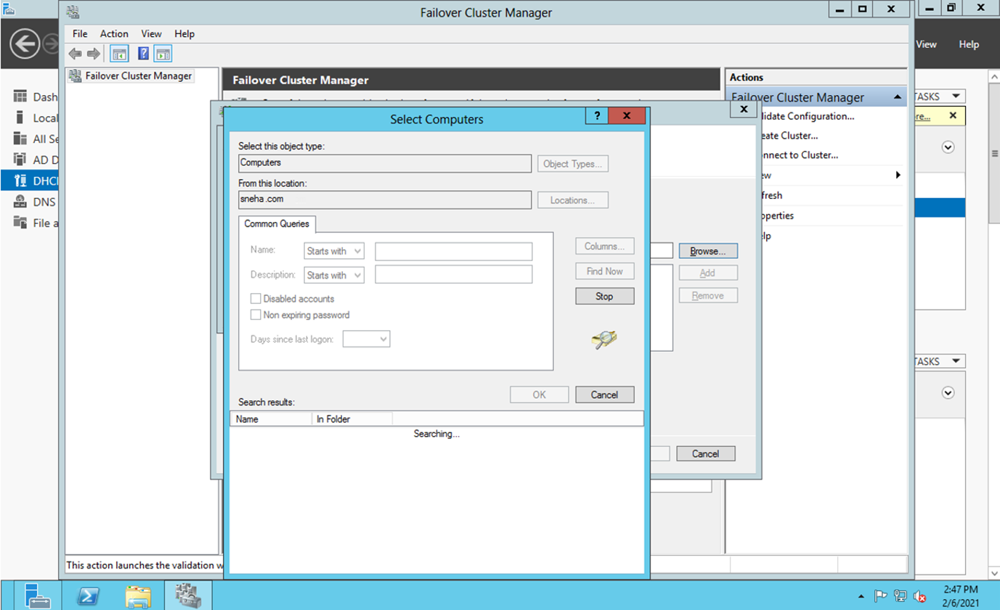 Failover Cluster Manager
File Action View Help
View Help
Failover Cluster Manager
Failover Cluster Manager
Actions
Failover Cluster Manager
lidate Configuration...
eate Cluster...
nnect to Cluster...
ew
fresh
operties
elp
Dash
Local
All Se
AD D
DHC
DNS
File a
TASKS
re...
TASKS
Select Computers
Select this object type:
Computers
Object Types...
From this location:
sneha .com
Locations...
Common Queries
Name: Starts with
Description: Starts with
Disabled accounts
Non expiring password
Days since last logon:
Columns...
Find Now
Stop
OK
Cancel
Search results:
Name In Folder
Searching...
Browse...
Add
Remove
Cancel
This action launches the validation w
2:47 PM
2/6/2021